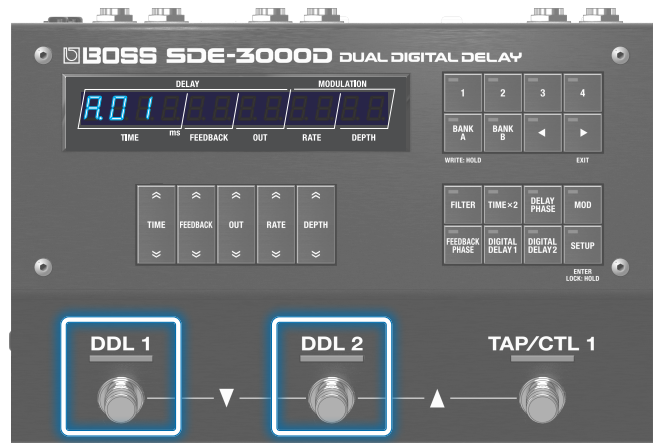 BOSS SDE-3000D DUAL DIGITAL DELAY
DELAY MODULATION
A.01
TIME ms FEEDBACK OUT RATE DEPTH
1 2 3 4
BANK A BANK B
WRITE: HOLD EXIT
TIME FEEDBACK OUT RATE DEPTH
FILTER TIME×2 DELAY PHASE MOD
FEEDBACK PHASE DIGITAL DELAY 1 DIGITAL DELAY 2 SETUP
ENTER
LOCK: HOLD
DDL 1 DDL 2 TAP/CTL 1